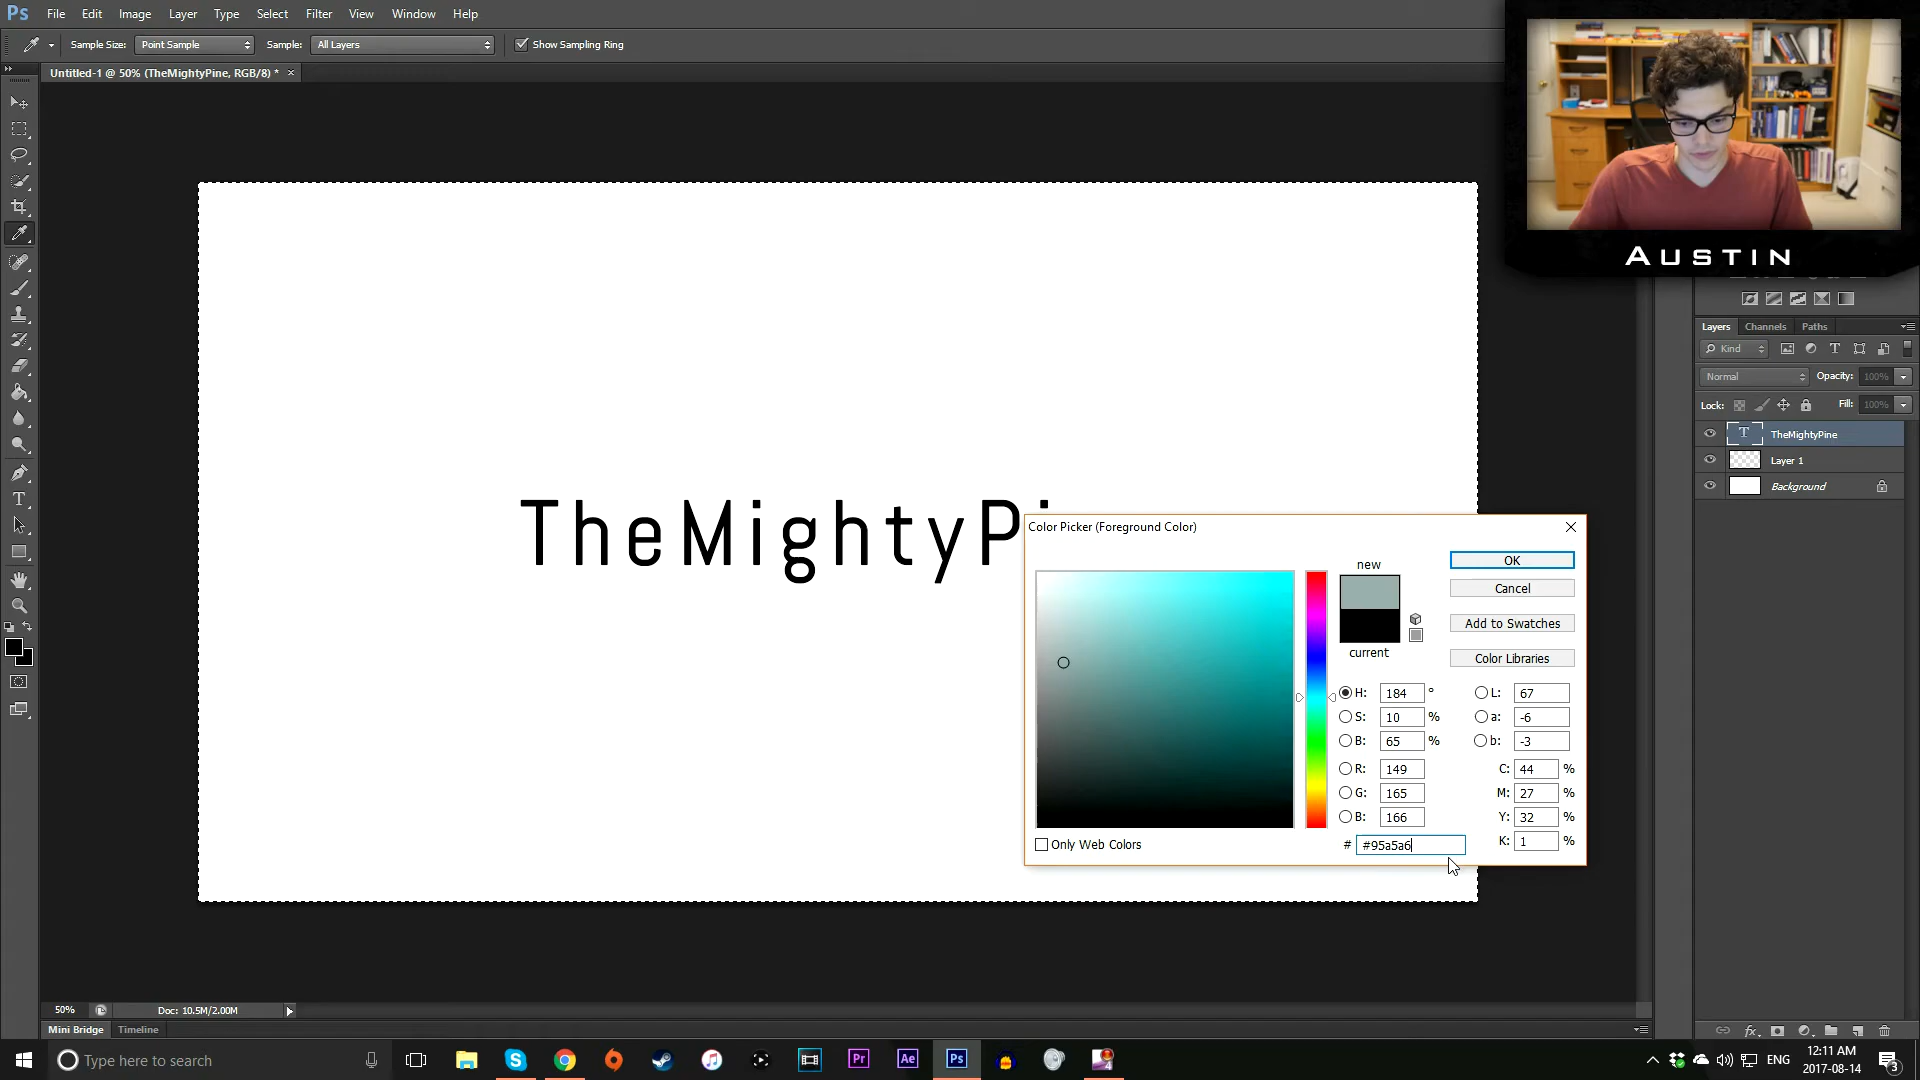 Ps File Edit Image Layer Type Select Filter View Window Help
Sample Size: Point Sample Sample: All Layers Show Sampling Ring
Untitled-1 @ 50% (TheMightyPine, RGB/8) * ×
AUSTIN
Layers Channels Paths
Kind
Normal Opacity: 100%
Lock: Fill: 100%
T TheMightyPine
Layer 1
Background
TheMightyPi
Color Picker (Foreground Color)
new
OK
Cancel
Add to Swatches
current
Color Libraries
H: 184 ° L: 67
S: 10 % a: -6
B: 65 % b: -3
R: 149 C: 44 %
G: 165 M: 27 %
B: 166 Y: 32 %
Only Web Colors # #95a5a6 K: 1 %
50% Doc: 10.5M/2.00M
Mini Bridge Timeline
Type here to search Pr Ae Ps ENG 12:11 AM
2017-08-14 3